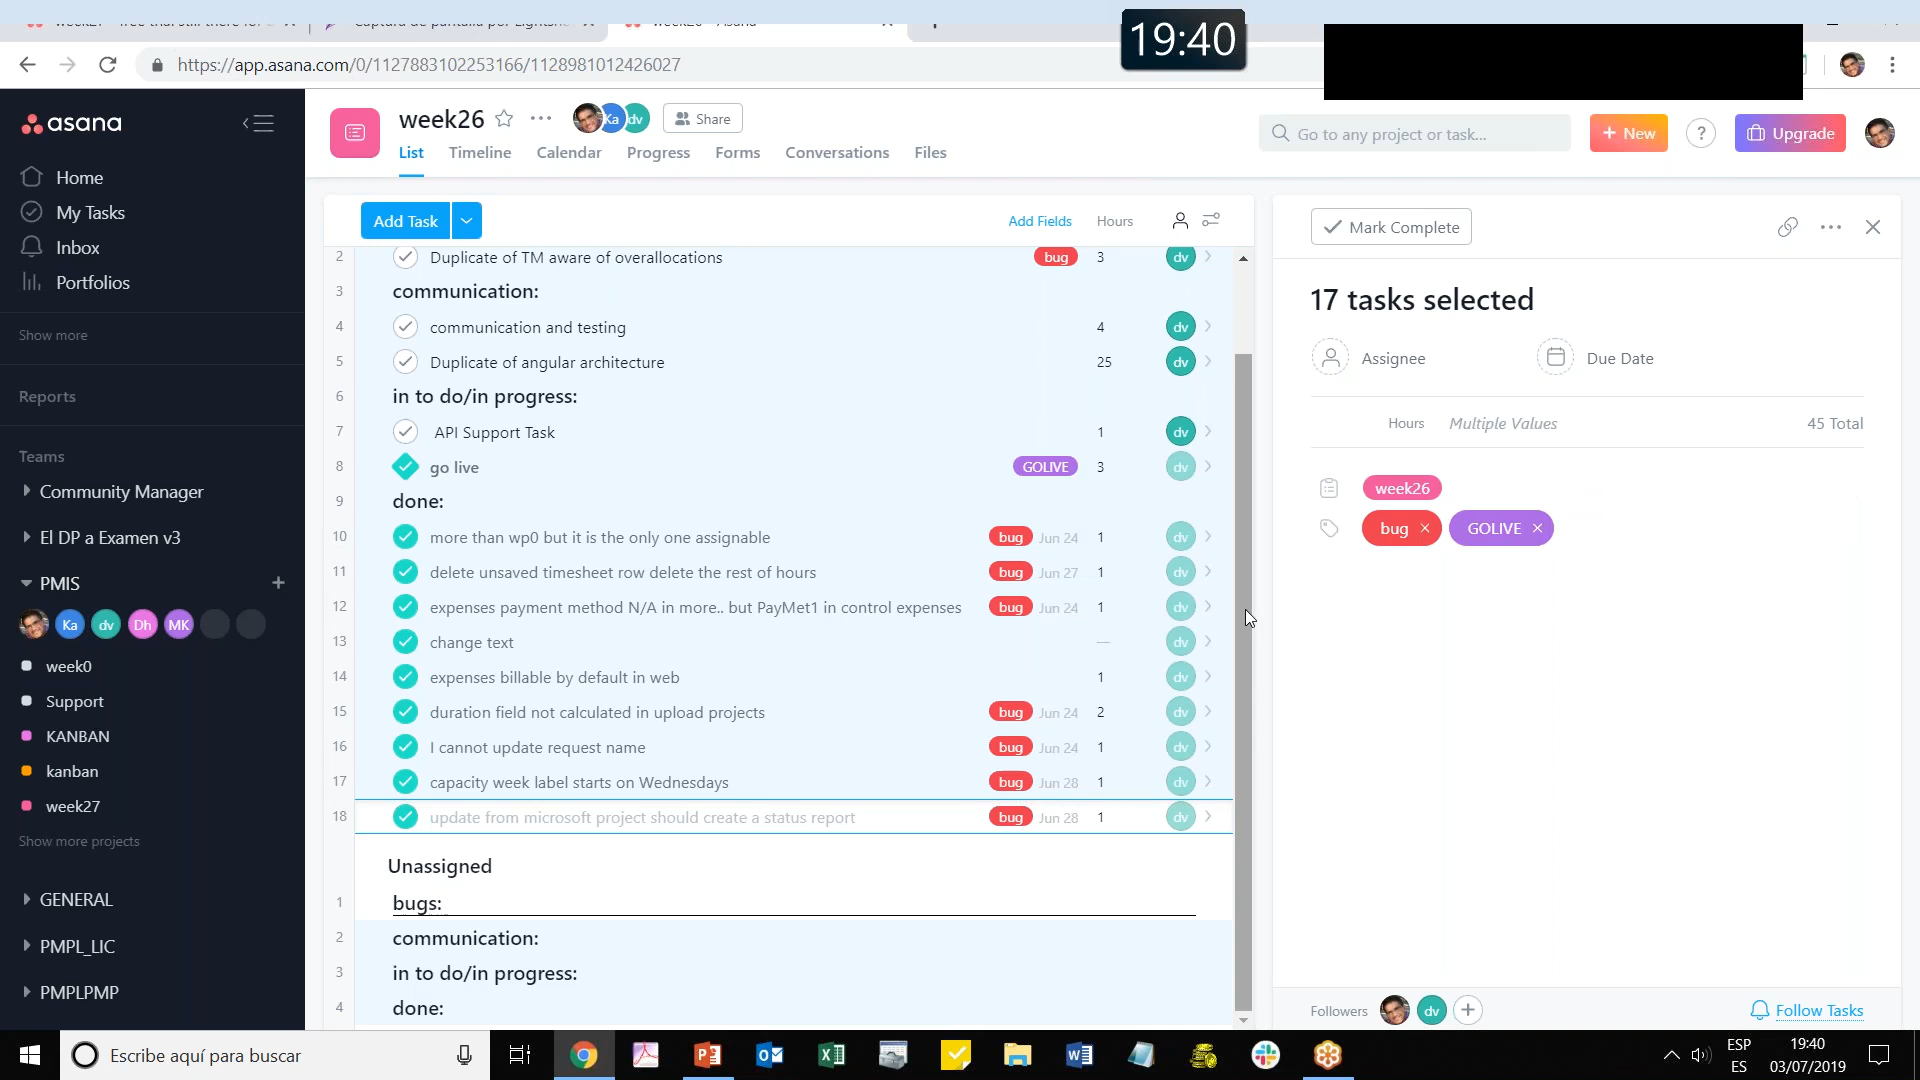 19:40
https://app.asana.com/0/1127883102253166/1128981012426027
asana
Home
My Tasks
Inbox
Portfolios
Show more
Reports
Teams
Community Manager
El DP a Examen v3
PMIS
Ka dv Dh MK
week0
Support
KANBAN
kanban
week27
Show more projects
GENERAL
PMPL_LIC
PMPLPMP
week26
Ka dv
Share
List Timeline Calendar Progress Forms Conversations Files
Go to any project or task...
+ New
?
Upgrade
Add Task
Add Fields Hours
2 Duplicate of TM aware of overallocations bug 3 dv
3 communication:
4 communication and testing 4 dv
5 Duplicate of angular architecture 25 dv
6 in to do/in progress:
7 API Support Task 1 dv
8 go live GOLIVE 3 dv
9 done:
10 more than wp0 but it is the only one assignable bug Jun 24 1 dv
11 delete unsaved timesheet row delete the rest of hours bug Jun 27 1 dv
12 expenses payment method N/A in more.. but PayMet1 in control expenses bug Jun 24 1 dv
13 change text — dv
14 expenses billable by default in web 1 dv
15 duration field not calculated in upload projects bug Jun 24 2 dv
16 I cannot update request name bug Jun 24 1 dv
17 capacity week label starts on Wednesdays bug Jun 28 1 dv
18 update from microsoft project should create a status report bug Jun 28 1 dv
Unassigned
1 bugs:
2 communication:
3 in to do/in progress:
4 done:
Mark Complete
17 tasks selected
Assignee Due Date
Hours Multiple Values 45 Total
week26
bug × GOLIVE ×
Followers dv + Follow Tasks
Escribe aquí para buscar
ESP
ES
19:40
03/07/2019